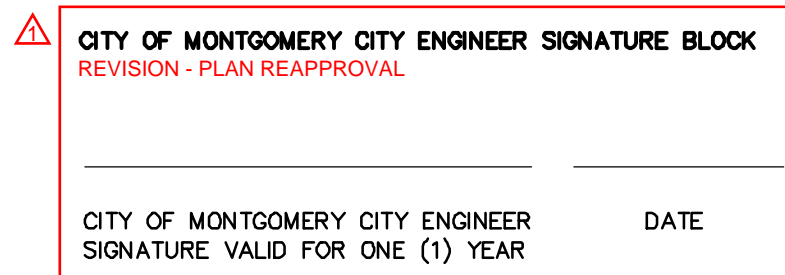 1
CITY OF MONTGOMERY CITY ENGINEER SIGNATURE BLOCK
REVISION - PLAN REAPPROVAL
CITY OF MONTGOMERY CITY ENGINEER DATE
SIGNATURE VALID FOR ONE (1) YEAR